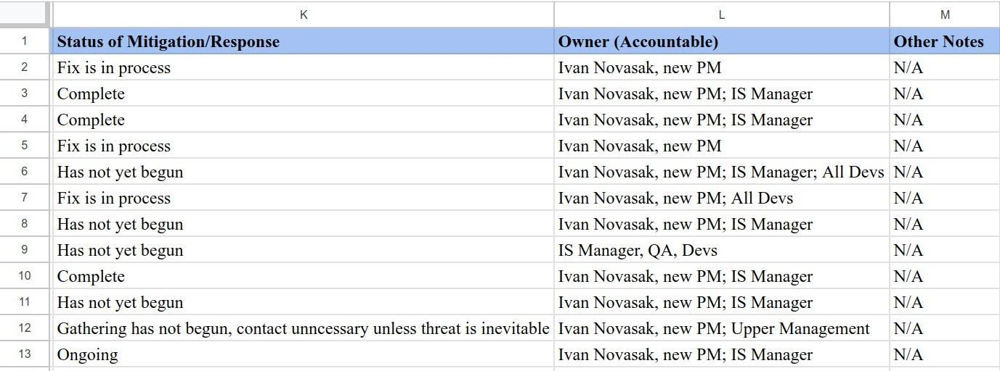 K L M
1 Status of Mitigation/Response Owner (Accountable) Other Notes
2 Fix is in process Ivan Novasak, new PM N/A
3 Complete Ivan Novasak, new PM; IS Manager N/A
4 Complete Ivan Novasak, new PM; IS Manager N/A
5 Fix is in process Ivan Novasak, new PM N/A
6 Has not yet begun Ivan Novasak, new PM; IS Manager; All Devs N/A
7 Fix is in process Ivan Novasak, new PM; All Devs N/A
8 Has not yet begun Ivan Novasak, new PM; IS Manager N/A
9 Has not yet begun IS Manager, QA, Devs N/A
10 Complete Ivan Novasak, new PM; IS Manager N/A
11 Has not yet begun Ivan Novasak, new PM; IS Manager N/A
12 Gathering has not begun, contact unncessary unless threat is inevitable Ivan Novasak, new PM; Upper Management N/A
13 Ongoing Ivan Novasak, new PM; IS Manager N/A